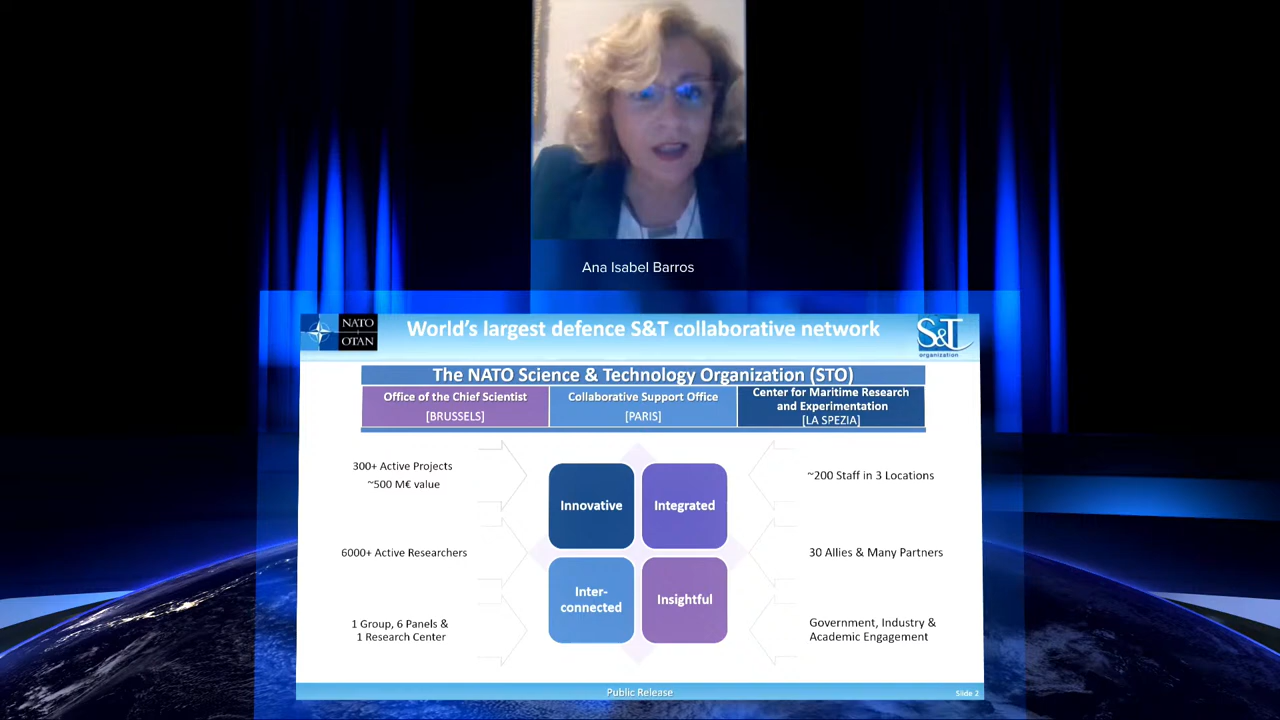 Ana Isabel Barros
NATO
OTAN
World's largest defence S&T collaborative network
S&T
organization
The NATO Science & Technology Organization (STO)
Office of the Chief Scientist
[BRUSSELS]
Collaborative Support Office
[PARIS]
Center for Maritime Research
and Experimentation
[LA SPEZIA]
300+ Active Projects
~500 M€ value
6000+ Active Researchers
1 Group, 6 Panels &
1 Research Center
Innovative
Integrated
Inter-
connected
Insightful
~200 Staff in 3 Locations
30 Allies & Many Partners
Government, Industry &
Academic Engagement
Public Release
Slide 2